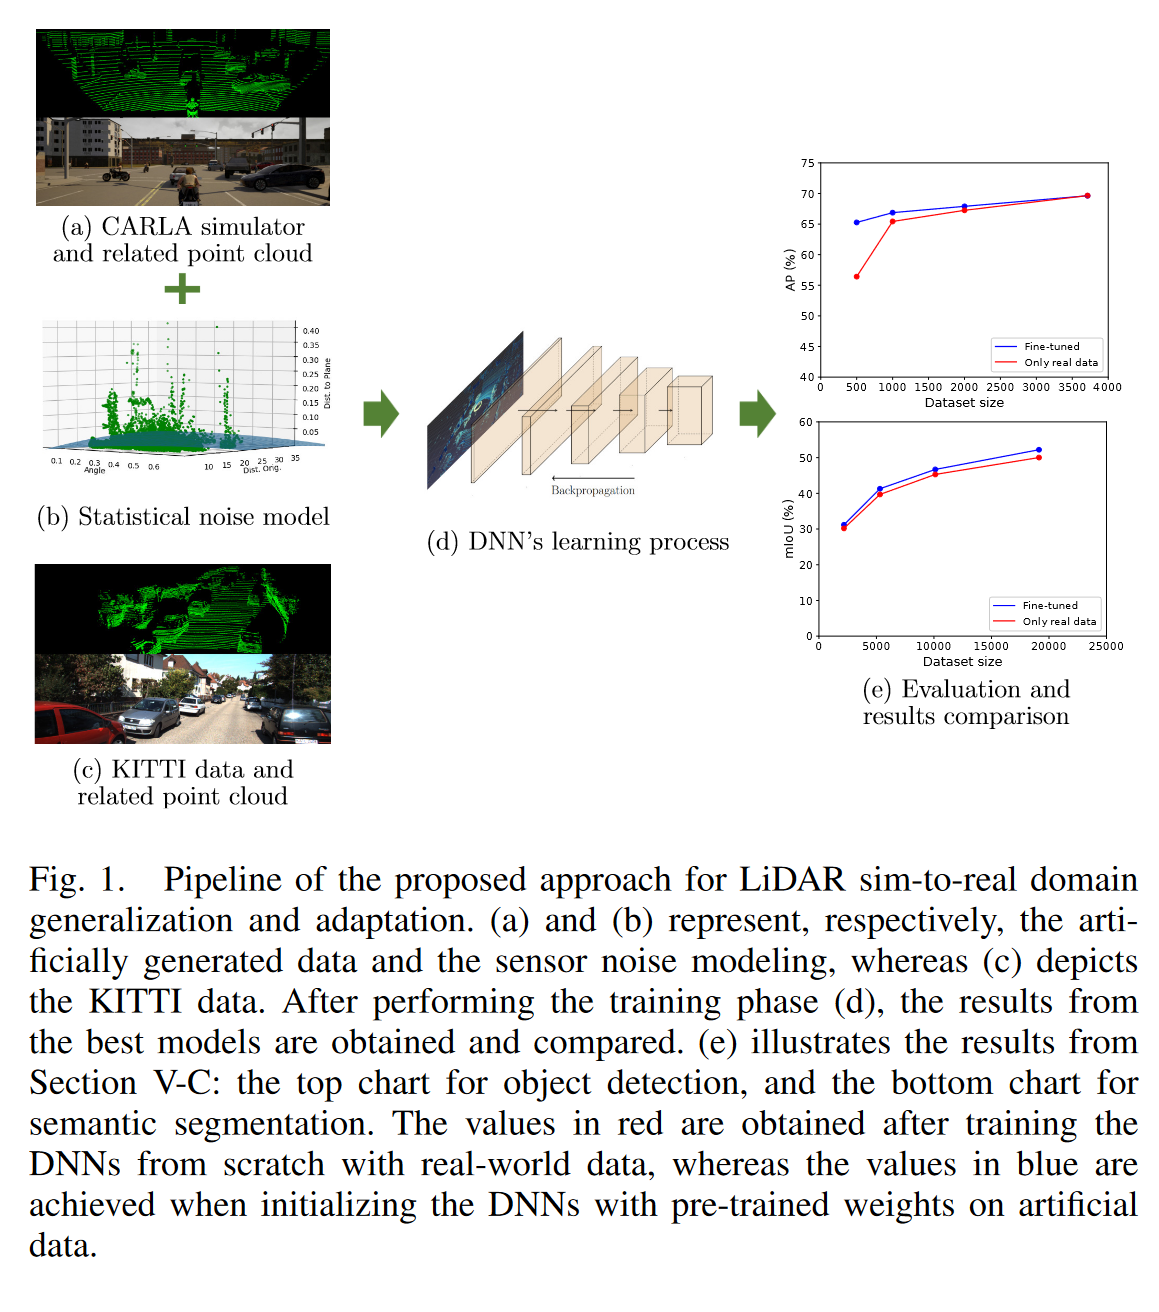 (a) CARLA simulator
and related point cloud
0.40
0.35
0.30
0.25
0.20
0.15
0.10
0.05
Dist. to Plane
0.1 0.2 0.3 0.4 0.5 0.6
Angle
10 15 20 25 30 35
Dist. Orig.
(b) Statistical noise model
(c) KITTI data and
related point cloud
Backpropagation
(d) DNN's learning process
75
70
65
60
55
50
45
40
AP (%)
Fine-tuned
Only real data
0 500 1000 1500 2000 2500 3000 3500 4000
Dataset size
60
50
40
30
20
10
0
mIoU (%)
Fine-tuned
Only real data
0 5000 10000 15000 20000 25000
Dataset size
(e) Evaluation and
results comparison
Fig. 1. Pipeline of the proposed approach for LiDAR sim-to-real domain
generalization and adaptation. (a) and (b) represent, respectively, the arti-
ficially generated data and the sensor noise modeling, whereas (c) depicts
the KITTI data. After performing the training phase (d), the results from
the best models are obtained and compared. (e) illustrates the results from
Section V-C: the top chart for object detection, and the bottom chart for
semantic segmentation. The values in red are obtained after training the
DNNs from scratch with real-world data, whereas the values in blue are
achieved when initializing the DNNs with pre-trained weights on artificial
data.